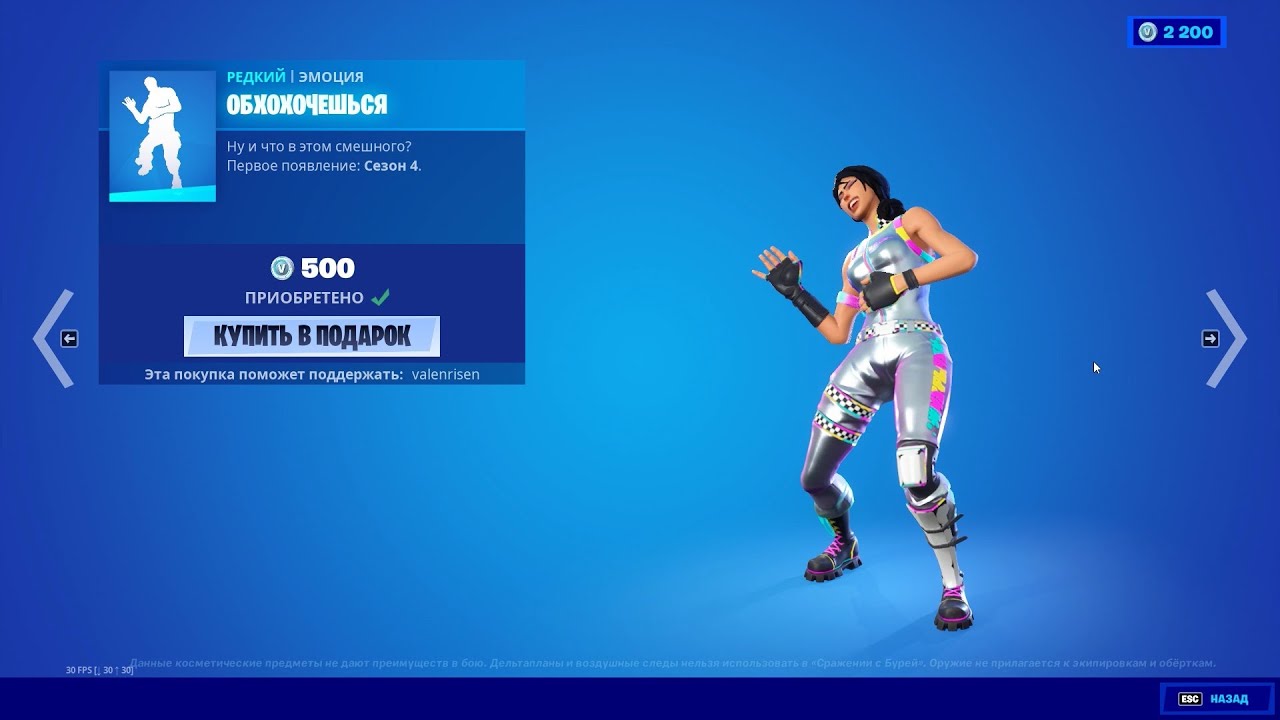 2 200
РЕДКИЙ | ЭМОЦИЯ
ОБХОХОЧЕШЬСЯ
Ну и что в этом смешного?
Первое появление: Сезон 4.
500
ПРИОБРЕТЕНО
КУПИТЬ В ПОДАРОК
Эта покупка поможет поддержать: valenrisen
30 FPS [↓ 30 ↑ 30]
Данные косметические предметы не дают преимуществ в бою. Дельтапланы и воздушные следы нельзя использовать в «Сражении с Бурей». Оружие не прилагается к экипировкам и обёрткам.
ESC НАЗАД